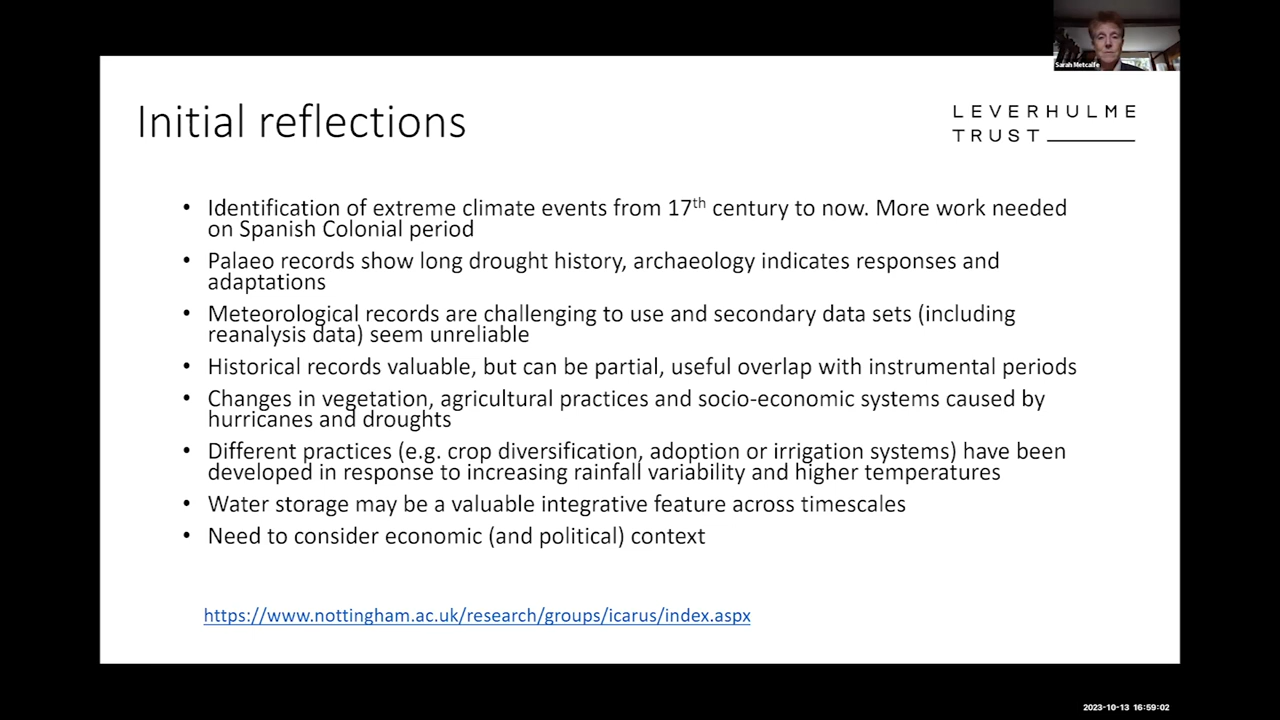 Sarah Metcalfe
Initial reflections
LEVERHULME
TRUST
• Identification of extreme climate events from 17th century to now. More work needed
on Spanish Colonial period
• Palaeo records show long drought history, archaeology indicates responses and
adaptations
• Meteorological records are challenging to use and secondary data sets (including
reanalysis data) seem unreliable
• Historical records valuable, but can be partial, useful overlap with instrumental periods
• Changes in vegetation, agricultural practices and socio-economic systems caused by
hurricanes and droughts
• Different practices (e.g. crop diversification, adoption or irrigation systems) have been
developed in response to increasing rainfall variability and higher temperatures
• Water storage may be a valuable integrative feature across timescales
• Need to consider economic (and political) context
https://www.nottingham.ac.uk/research/groups/icarus/index.aspx
2023-10-13 16:59:02